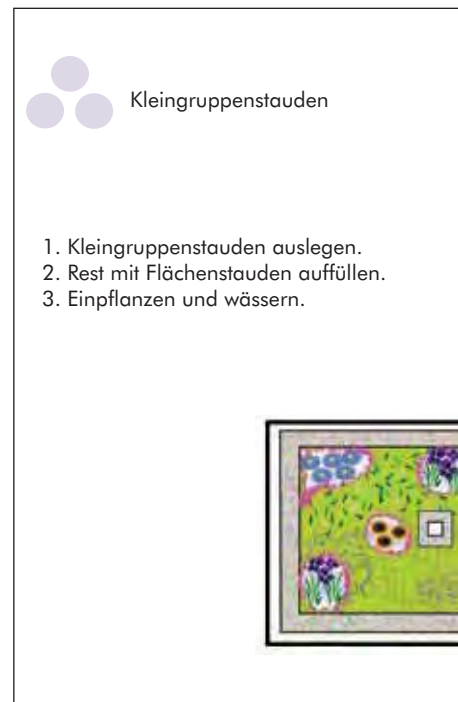 Kleingruppenstauden
1. Kleingruppenstauden auslegen.
2. Rest mit Flächenstauden auffüllen.
3. Einpflanzen und wässern.